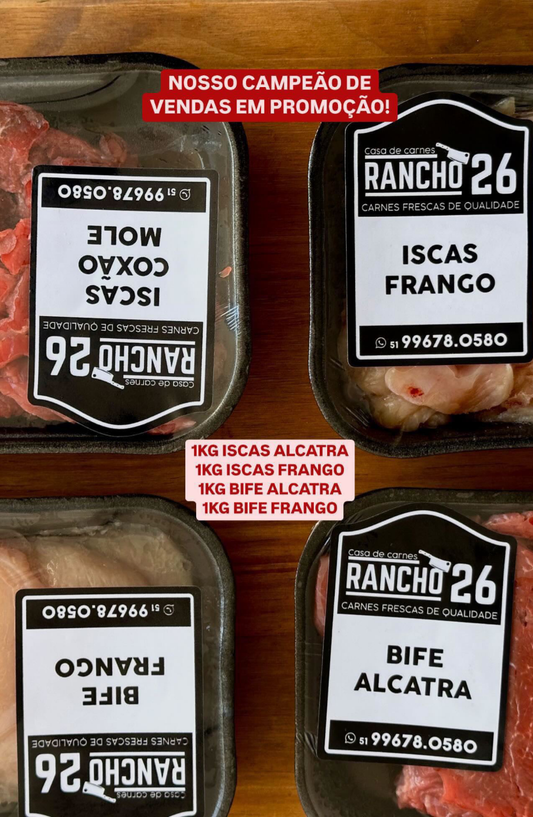 NOSSO CAMPEÃO DE
VENDAS EM PROMOÇÃO!
51 99678.0580
ISCAS
COXÃO
MOLE
Casa de carnes
RANCHO 26
CARNES FRESCAS DE QUALIDADE
Casa de carnes
RANCHO 26
CARNES FRESCAS DE QUALIDADE
ISCAS
FRANGO
51 99678.0580
1KG ISCAS ALCATRA
1KG ISCAS FRANGO
1KG BIFE ALCATRA
1KG BIFE FRANGO
Casa de carnes
RANCHO 26
CARNES FRESCAS DE QUALIDADE
BIFE
FRANGO
51 99678.0580
Casa de carnes
RANCHO 26
CARNES FRESCAS DE QUALIDADE
BIFE
ALCATRA
51 99678.0580